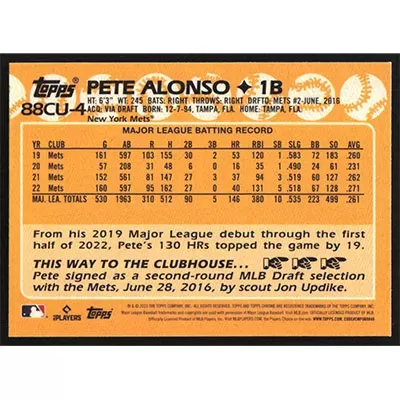 Topps
88CU-4
PETE ALONSO ✦ 1B
HT: 6'3" WT: 245 BATS: RIGHT THROWS: RIGHT DRFTD: METS #2-JUNE, 2016
ACQ: VIA DRAFT BORN: 12-7-94, TAMPA, FLA. HOME: TAMPA, FLA.
New York Mets®
MAJOR LEAGUE BATTING RECORD
YR CLUB G AB R H 2B 3B HR RBI SB SLG BB SO AVG.
19 Mets 161 597 103 155 30 2 53 120 1 .583 72 183 .260
20 Mets 57 208 31 48 6 0 16 35 1 .490 24 61 .231
21 Mets 152 561 81 147 27 3 37 94 3 .519 60 127 .262
22 Mets 160 597 95 162 27 0 40 131 5 .518 67 128 .271
MAJ. LEA. TOTALS 530 1963 312 90 5 10 .535 223 499 .261
From his 2019 Major League debut through the first
half of 2022, Pete's 130 HRs topped the game by 19.
THIS WAY TO THE CLUBHOUSE...
Pete signed as a second-round MLB Draft selection
with the Mets, June 28, 2016, by scout Jon Updike.
PLAYERS
Topps